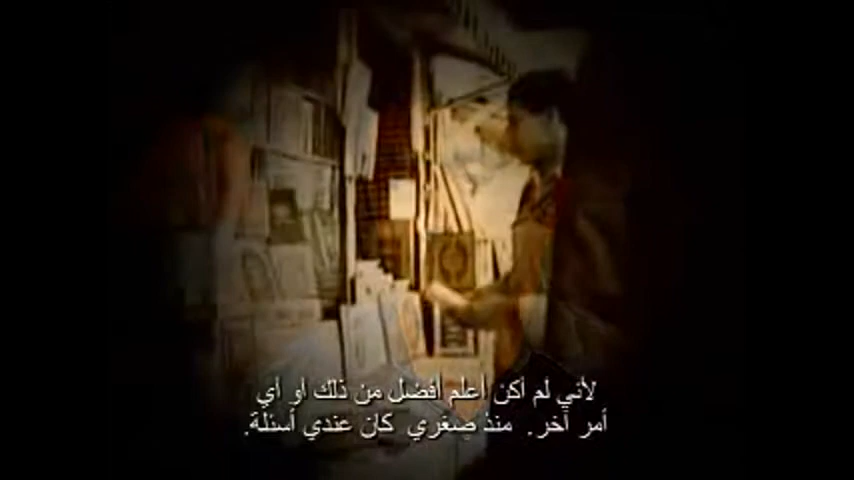 لأني لم أكن أعلم أفضل من ذلك او اي
أمر آخر. منذ صغري كان عندي أسئلة.